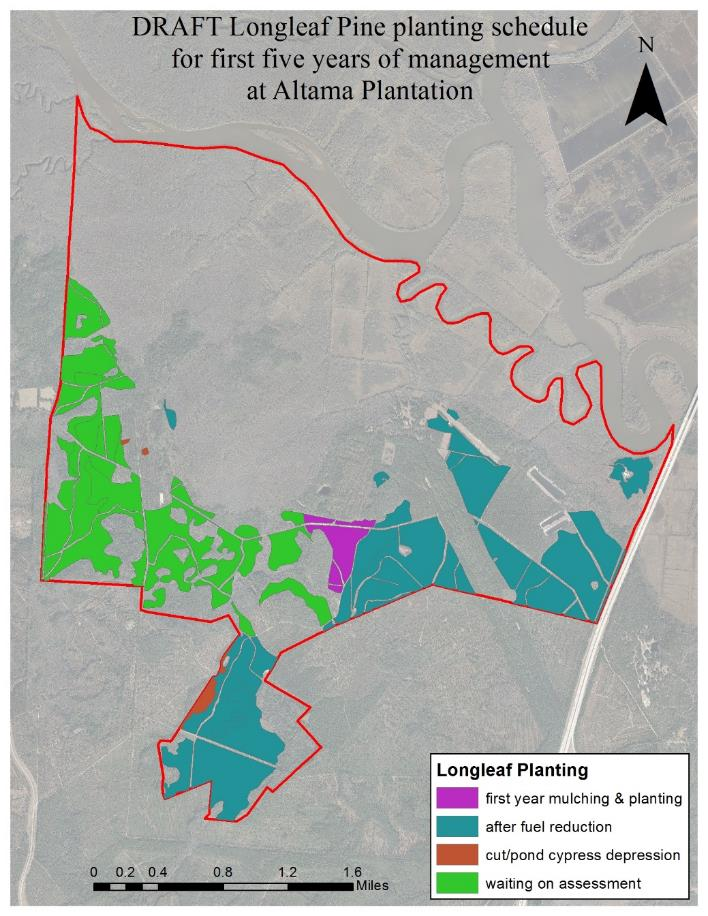 DRAFT Longleaf Pine planting schedule
for first five years of management
at Altama Plantation
N
Longleaf Planting
first year mulching & planting
after fuel reduction
cut/pond cypress depression
waiting on assessment
0 0.2 0.4 0.8 1.2 1.6
Miles